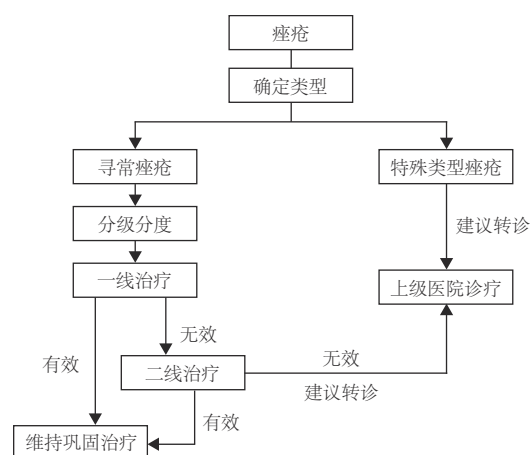 痤疮
确定类型
寻常痤疮
特殊类型痤疮
分级分度
建议转诊
一线治疗
上级医院诊疗
无效
有效
二线治疗
无效
建议转诊
有效
维持巩固治疗